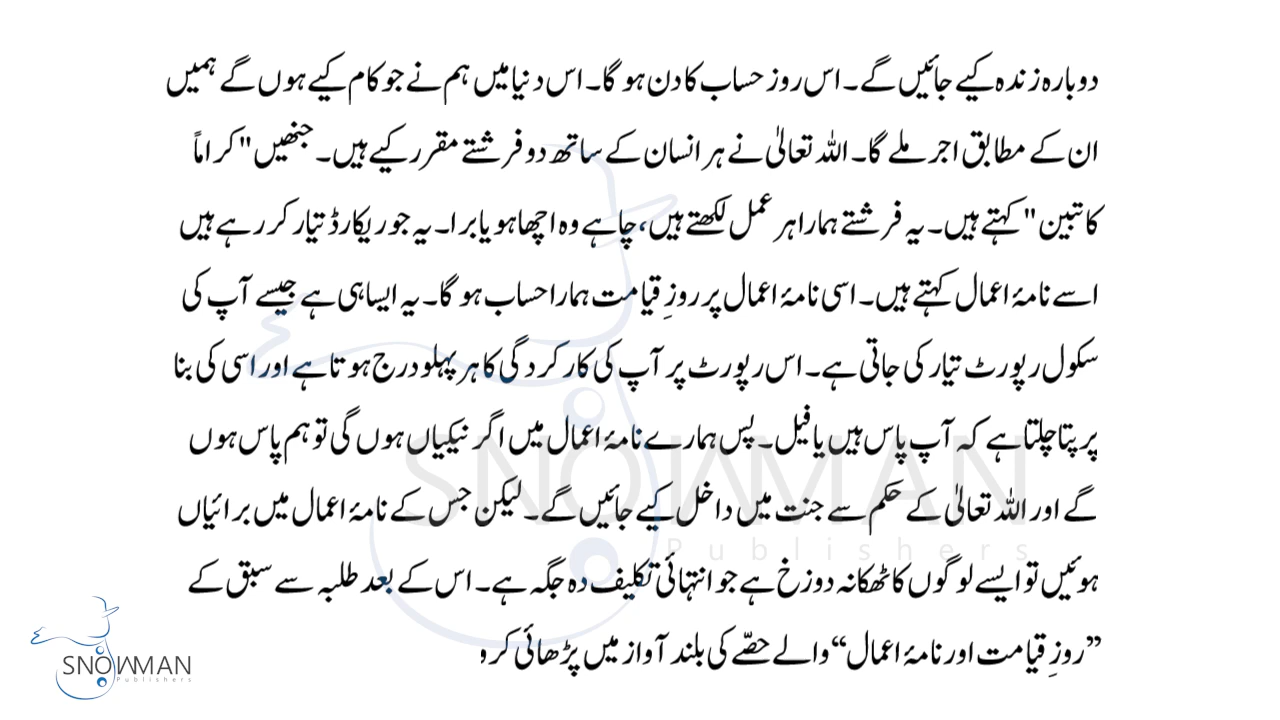 دوبارہ زندہ کیے جائیں گے۔ اس روز حساب کا دن ہو گا۔ اس دنیا میں ہم نے جو کام کیے ہوں گے ہمیں
ان کے مطابق اجر ملے گا۔ اللہ تعالیٰ نے ہر انسان کے ساتھ دو فرشتے مقرر کیے ہیں۔ جنھیں "کراماً
کاتبین" کہتے ہیں۔ یہ فرشتے ہمارا ہر عمل لکھتے ہیں، چاہے وہ اچھا ہو یا برا۔ یہ جو ریکارڈ تیار کر رہے ہیں
اسے نامۂ اعمال کہتے ہیں۔ اسی نامۂ اعمال پر روزِ قیامت ہمارا حساب ہو گا۔ یہ ایسا ہی ہے جیسے آپ کی
سکول رپورٹ تیار کی جاتی ہے۔ اس رپورٹ پر آپ کی کارکردگی کا ہر پہلو درج ہوتا ہے اور اسی کی بنا
پر پتا چلتا ہے کہ آپ پاس ہیں یا فیل۔ پس ہمارے نامۂ اعمال میں اگر نیکیاں ہوں گی تو ہم پاس ہوں
گے اور اللہ تعالیٰ کے حکم سے جنت میں داخل کیے جائیں گے۔ لیکن جس کے نامۂ اعمال میں برائیاں
ہوئیں تو ایسے لوگوں کا ٹھکانہ دوزخ ہے جو انتہائی تکلیف دہ جگہ ہے۔ اس کے بعد طلبہ سے سبق کے
”روزِ قیامت اور نامۂ اعمال“ والے حصّے کی بلند آواز میں پڑھائی کرو
SNOWMAN
Publishers
SNOWMAN
Publishers